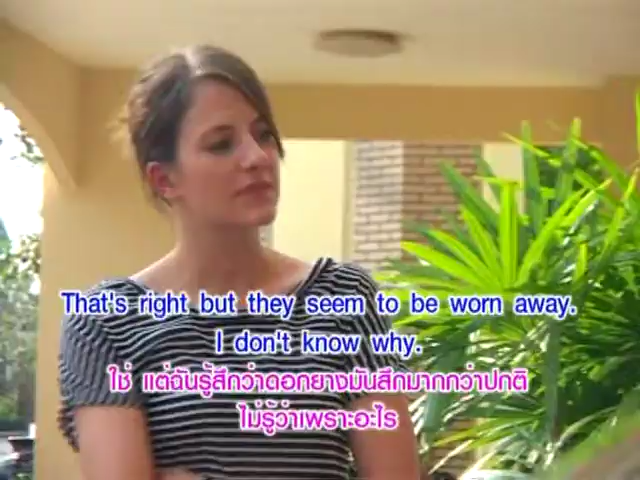 That's right but they seem to be worn away.
I don't know why.
ใช่ แต่ฉันรู้สึกว่าดอกยางมันสึกมากกว่าปกติ
ไม่รู้ว่าเพราะอะไร